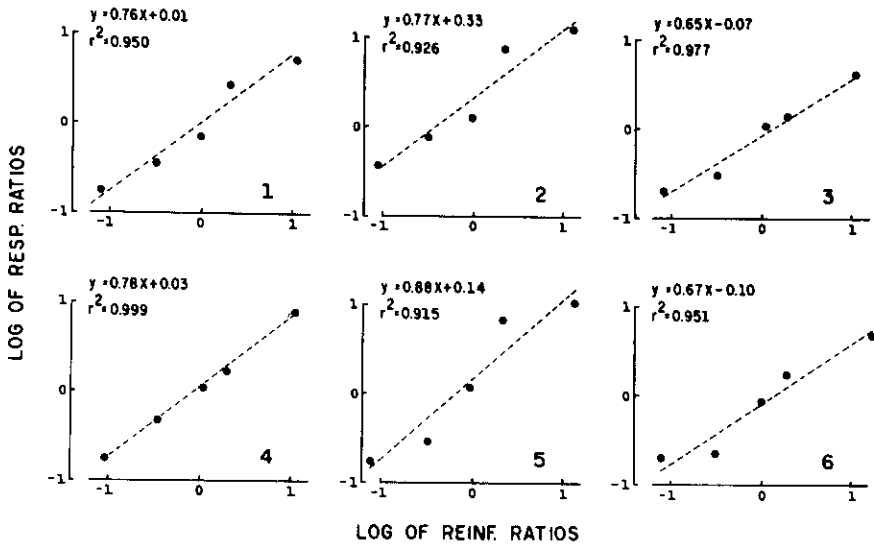 LOG OF RESP. RATIOS
y=0.76X+0.01
r²=0.950
1
0
-1
-1 0 1
1
y=0.77X+0.33
r²=0.926
1
0
-1
-1 0 1
2
y=0.65X-0.07
r²=0.977
1
0
-1
-1 0 1
3
y=0.78X+0.03
r²=0.999
1
0
-1
-1 0 1
4
y=0.88X+0.14
r²=0.915
1
0
-1
-1 0 1
5
y=0.67X-0.10
r²=0.951
1
0
-1
-1 0 1
6
LOG OF REINF. RATIOS